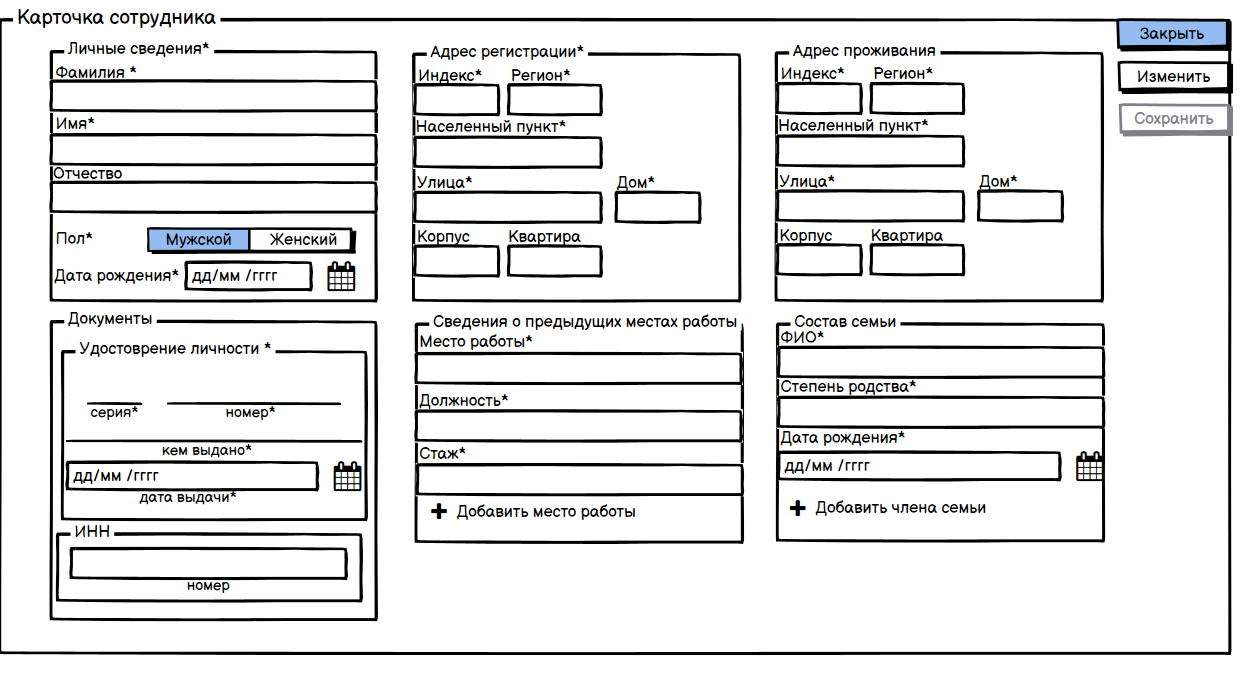 Карточка сотрудника
Закрыть
Изменить
Сохранить
Личные сведения*
Фамилия *
Имя*
Отчество
Пол*
Мужской
Женский
Дата рождения*
дд/мм /гггг
Адрес регистрации*
Индекс*
Регион*
Населенный пункт*
Улица*
Дом*
Корпус
Квартира
Адрес проживания
Индекс*
Регион*
Населенный пункт*
Улица*
Дом*
Корпус
Квартира
Документы
Удостоврение личности *
серия*
номер*
кем выдано*
дд/мм /гггг
дата выдачи*
ИНН
номер
Сведения о предыдущих местах работы
Место работы*
Должность*
Стаж*
Добавить место работы
Состав семьи
ФИО*
Степень родства*
Дата рождения*
дд/мм /гггг
Добавить члена семьи